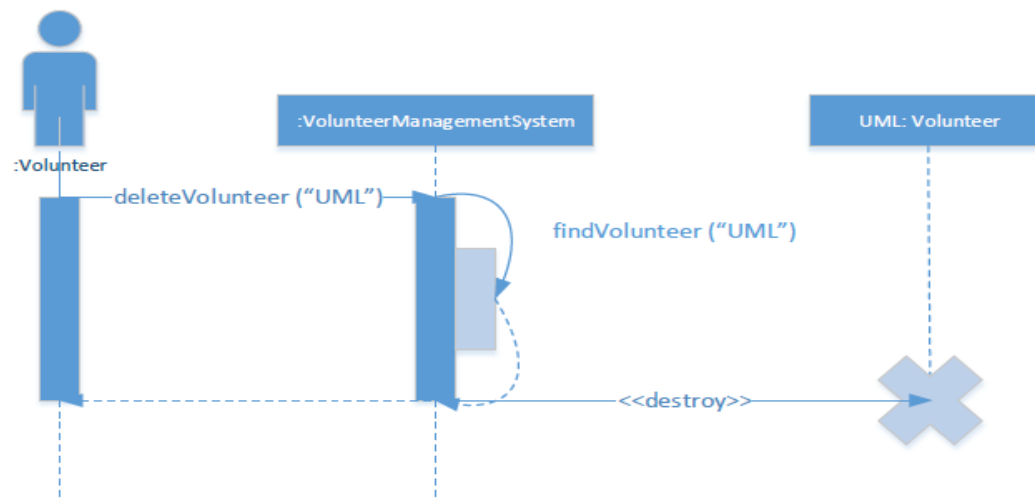 :VolunteerManagementSystem
UML: Volunteer
:Volunteer
deleteVolunteer (“UML”)
findVolunteer (“UML”)
<<destroy>>